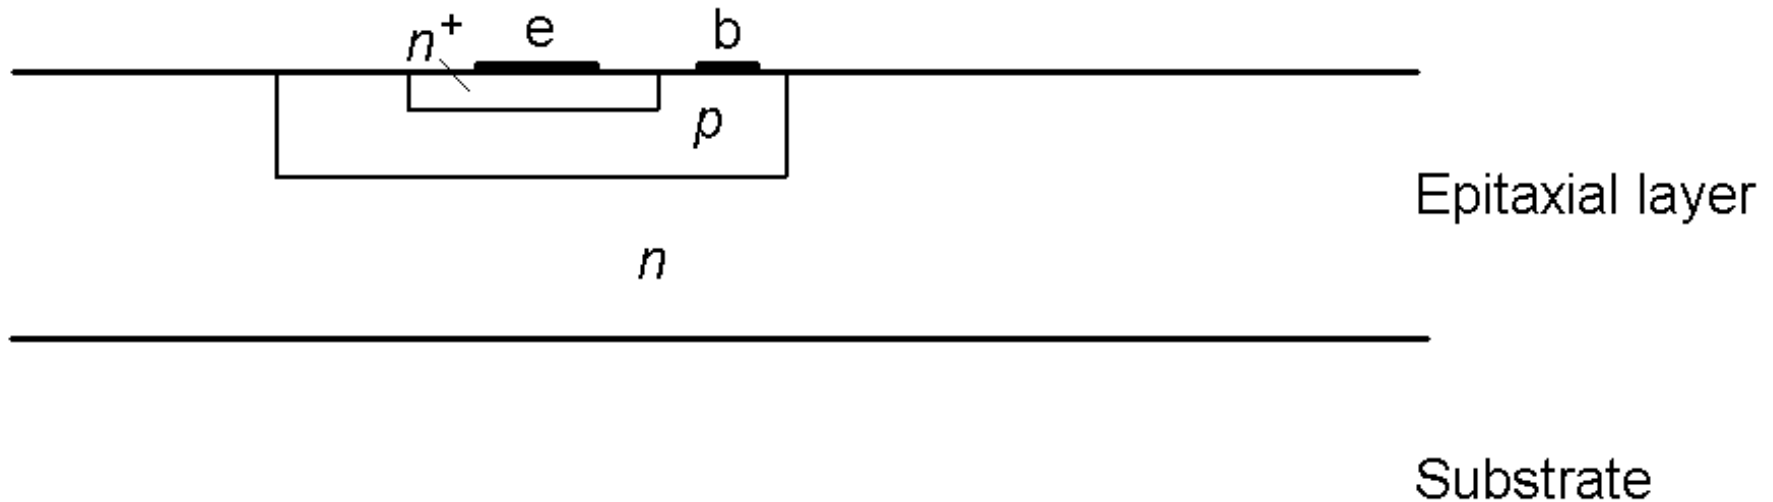 n⁺ e b
p
Epitaxial layer
n
Substrate